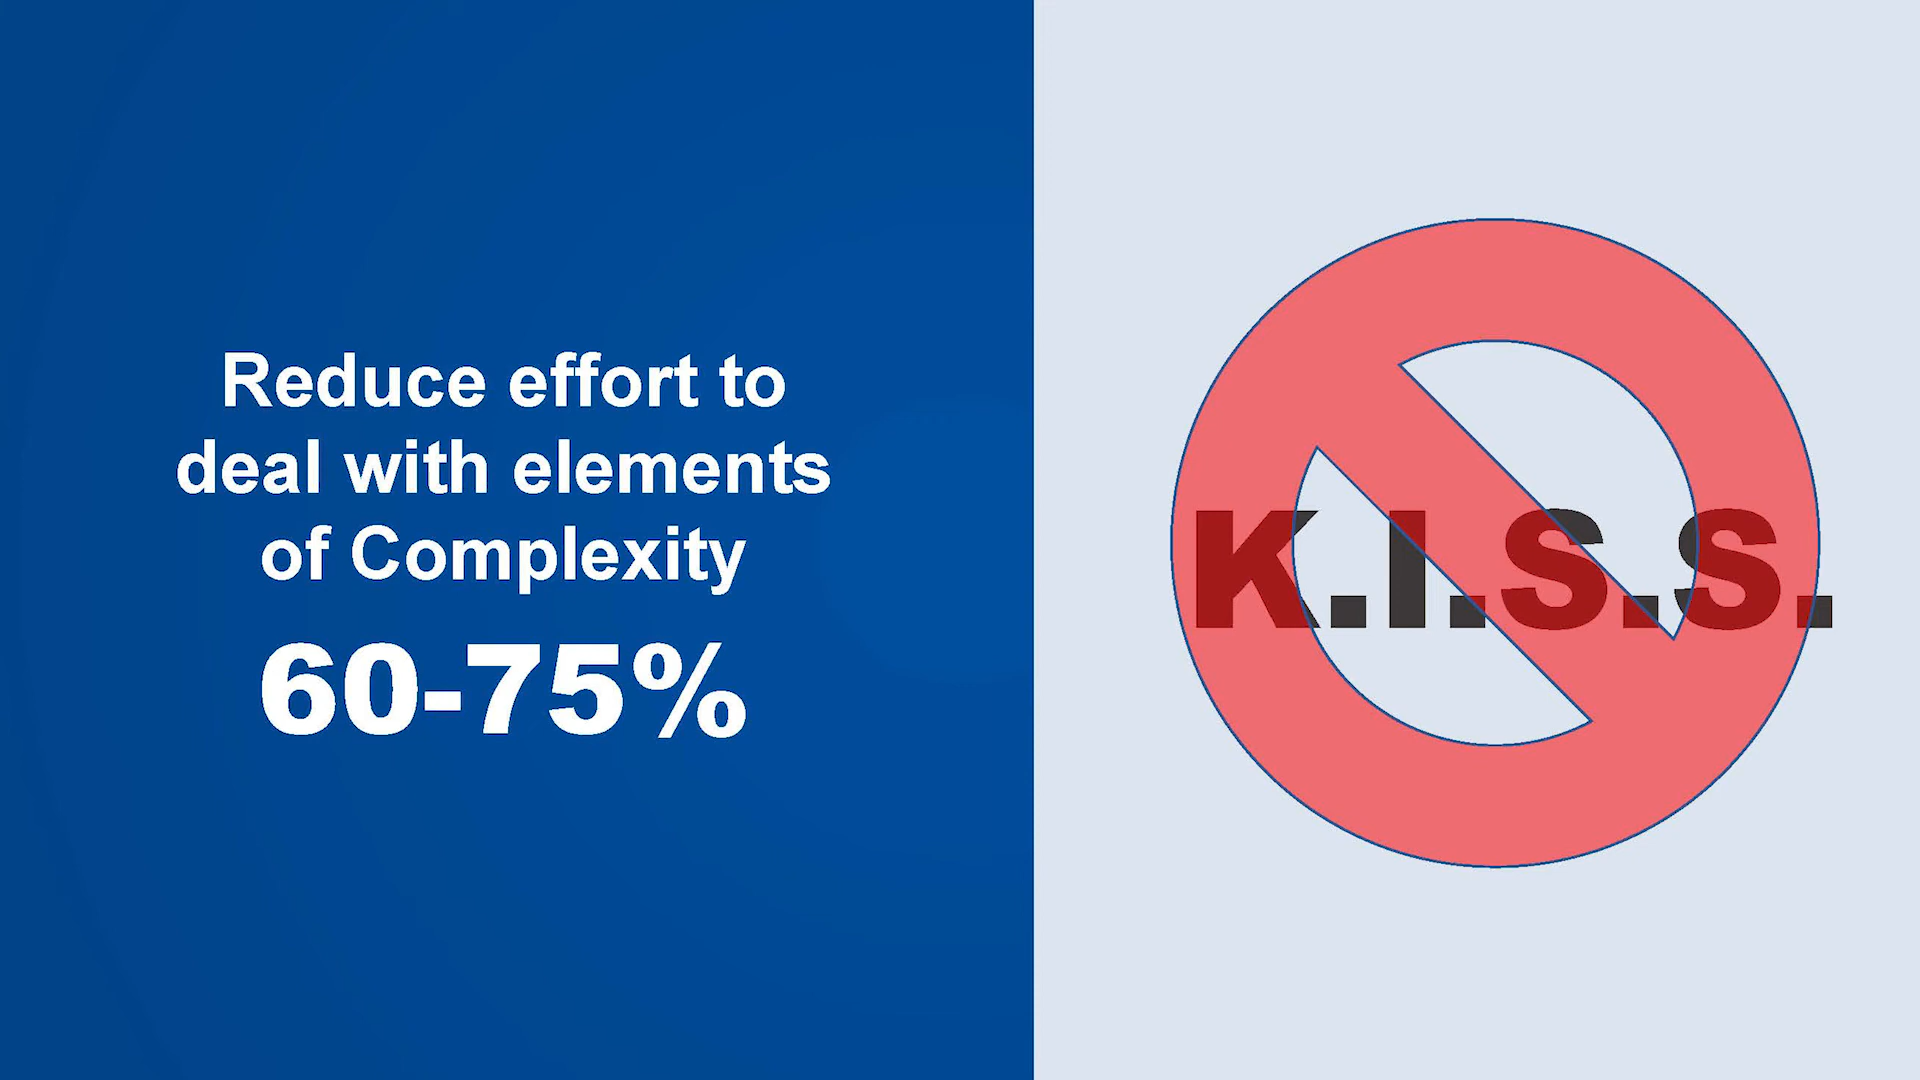 Reduce effort to
deal with elements
of Complexity
60-75%
K.I.S.S.